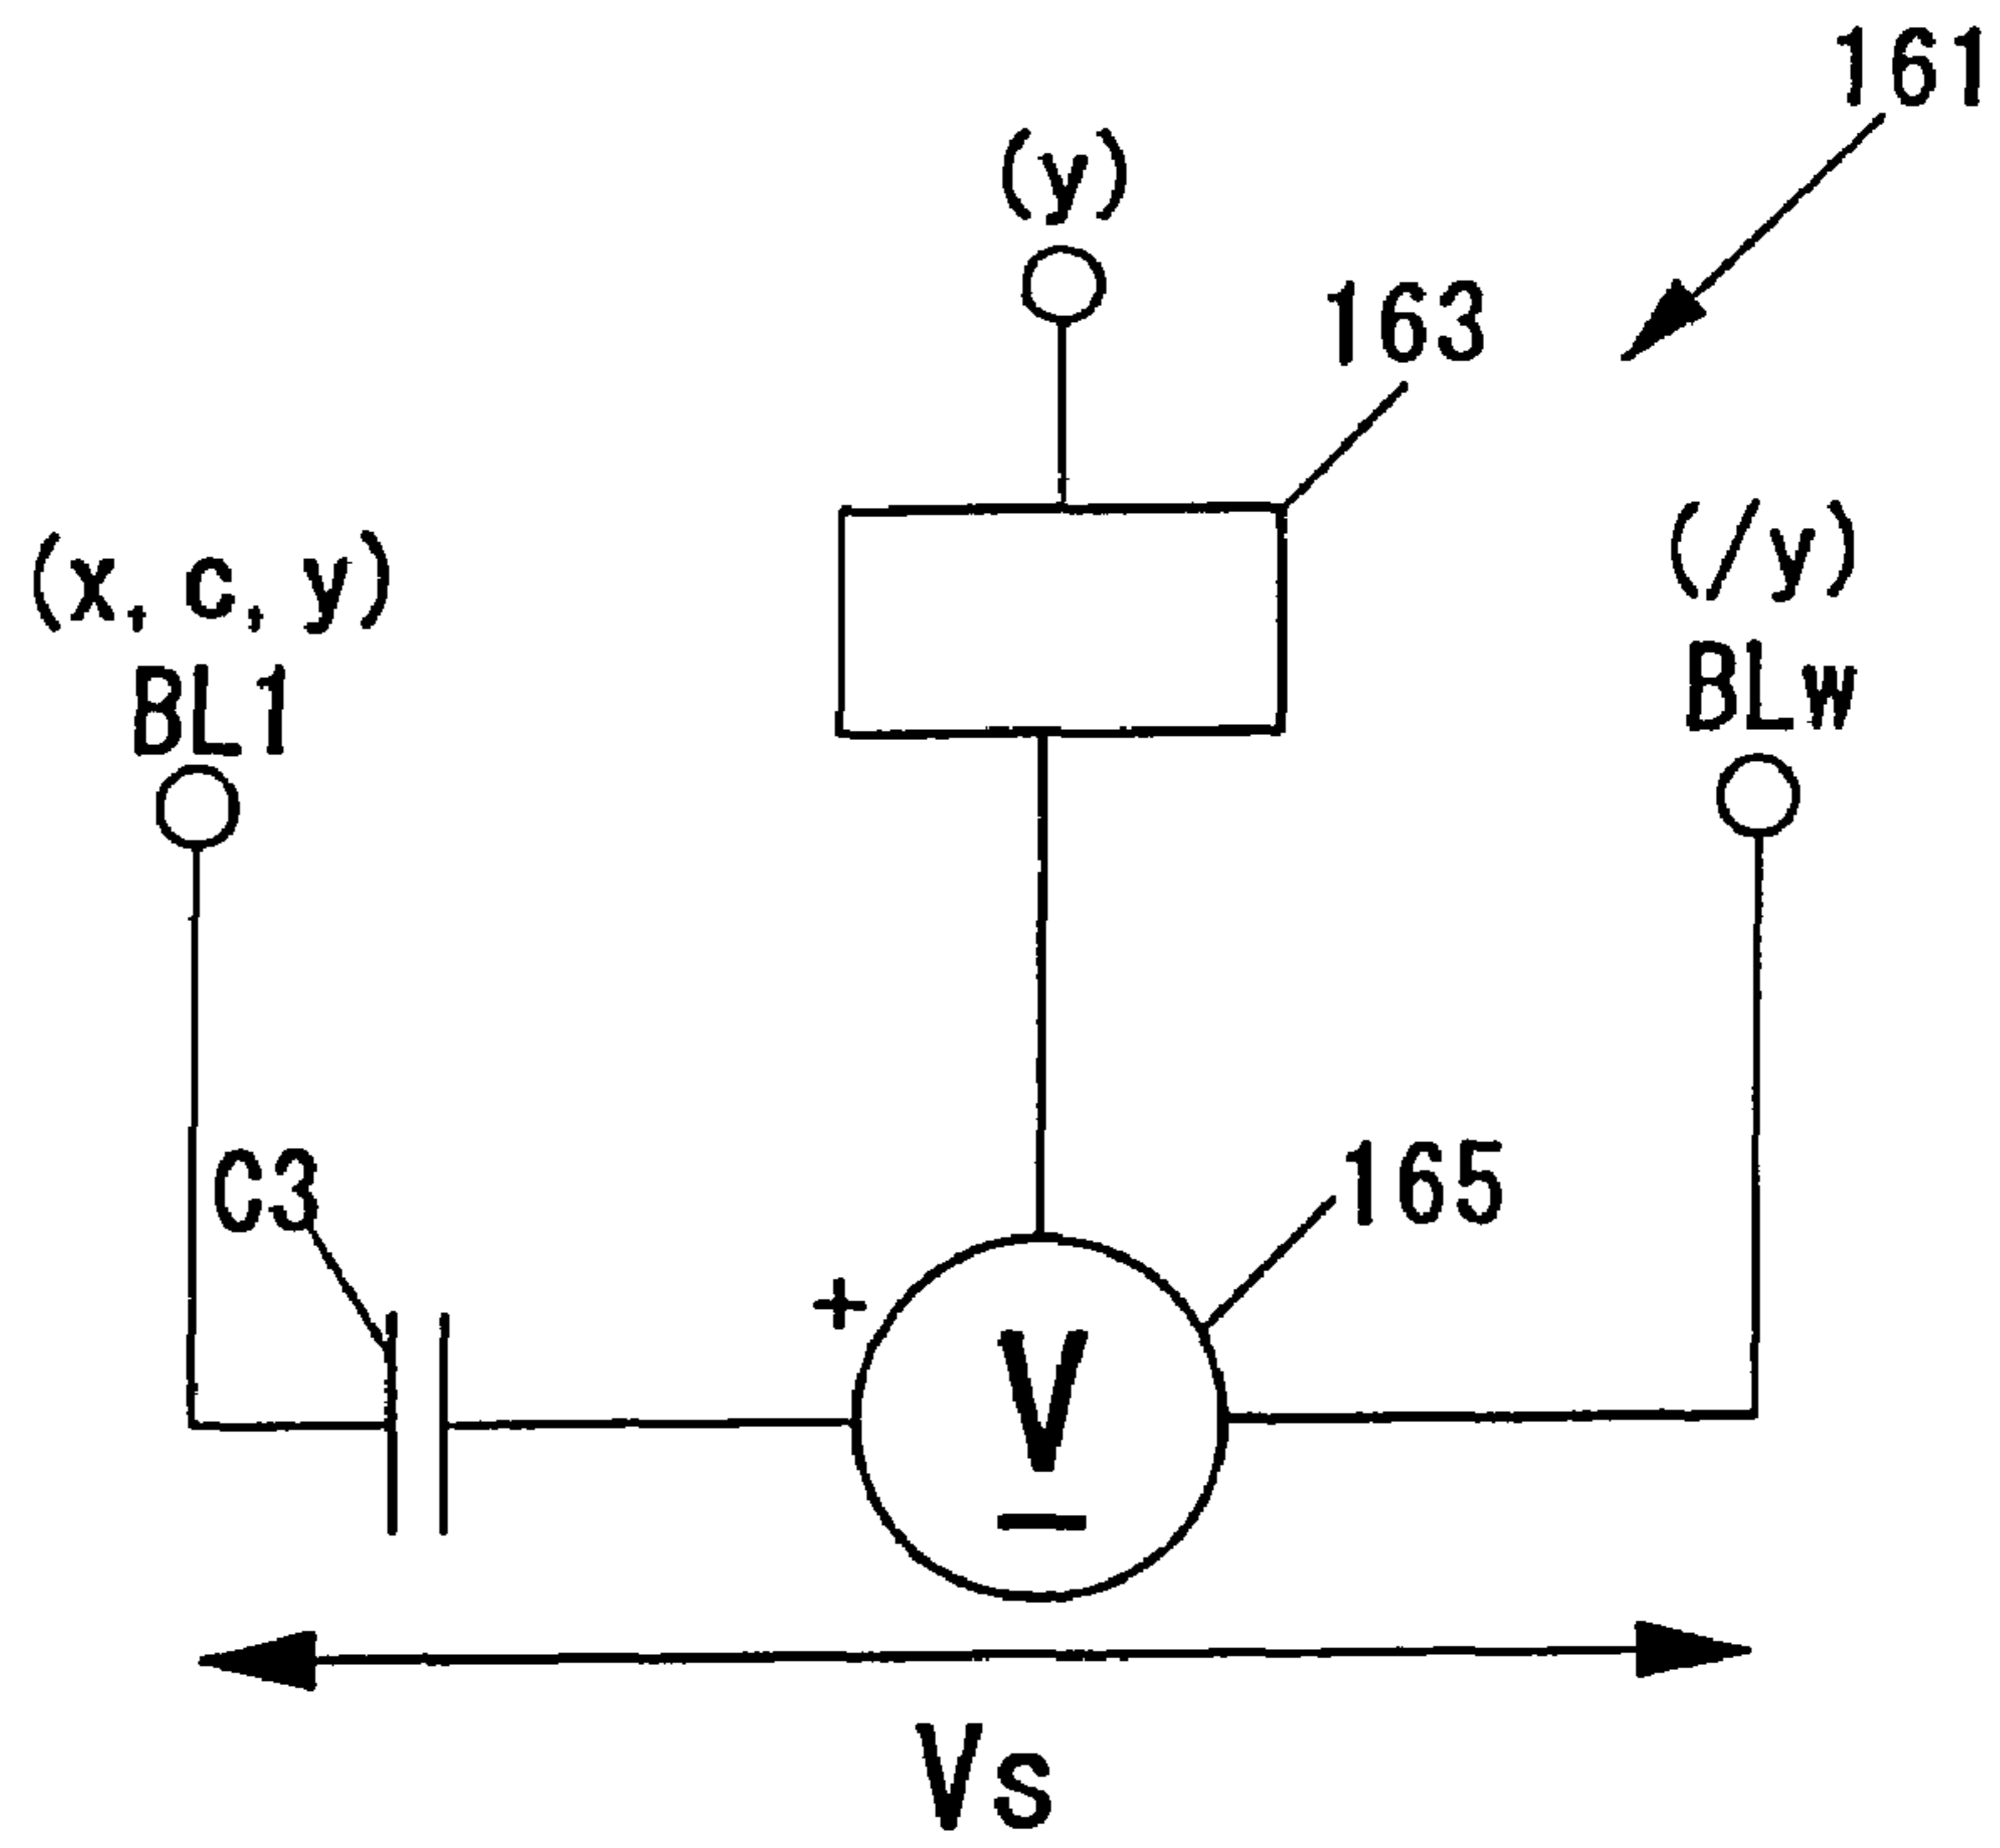 161
(y)
163
(x, c, y)
BL1
(/y)
BLw
C3
165
+
V
−
Vs